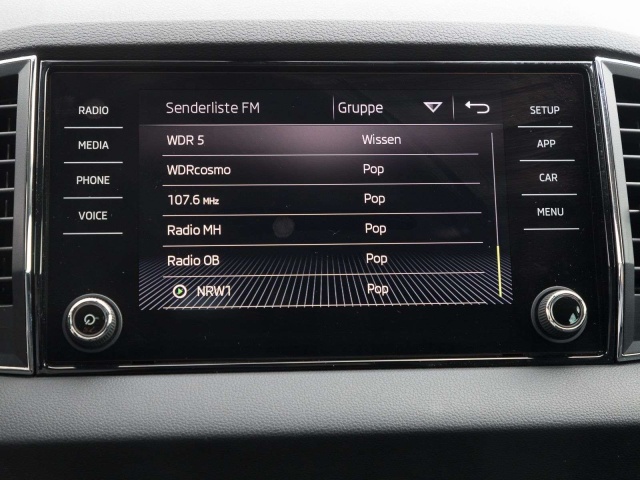 RADIO
MEDIA
PHONE
VOICE
Senderliste FM Gruppe
WDR 5 Wissen
WDRcosmo Pop
107.6 MHz Pop
Radio MH Pop
Radio OB Pop
NRW1 Pop
SETUP
APP
CAR
MENU